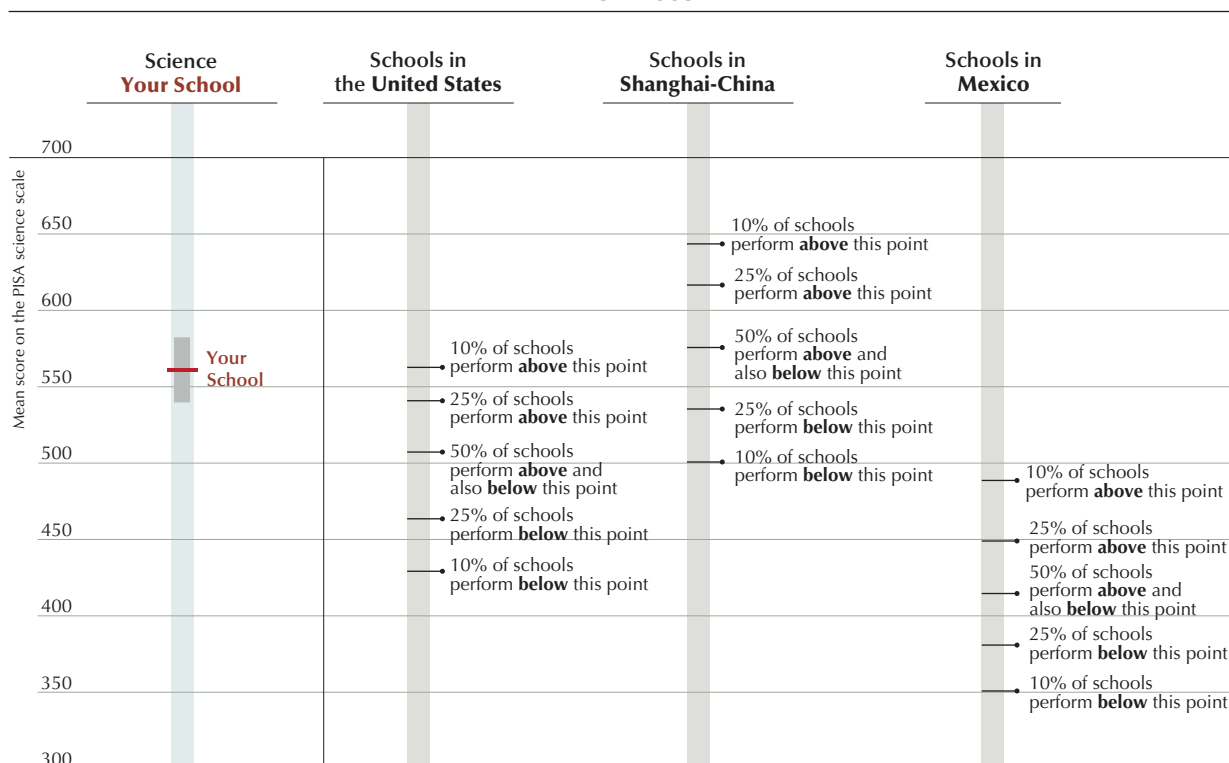 Science
Your School
Schools in
the United States
Schools in
Shanghai-China
Schools in
Mexico
Mean score on the PISA science scale
700
650
600
550
500
450
400
350
300
Your
School
10% of schools
perform above this point
25% of schools
perform above this point
50% of schools
perform above and
also below this point
25% of schools
perform below this point
10% of schools
perform below this point
10% of schools
perform above this point
25% of schools
perform above this point
50% of schools
perform above and
also below this point
25% of schools
perform below this point
10% of schools
perform below this point
10% of schools
perform above this point
25% of schools
perform above this point
50% of schools
perform above and
also below this point
25% of schools
perform below this point
10% of schools
perform below this point